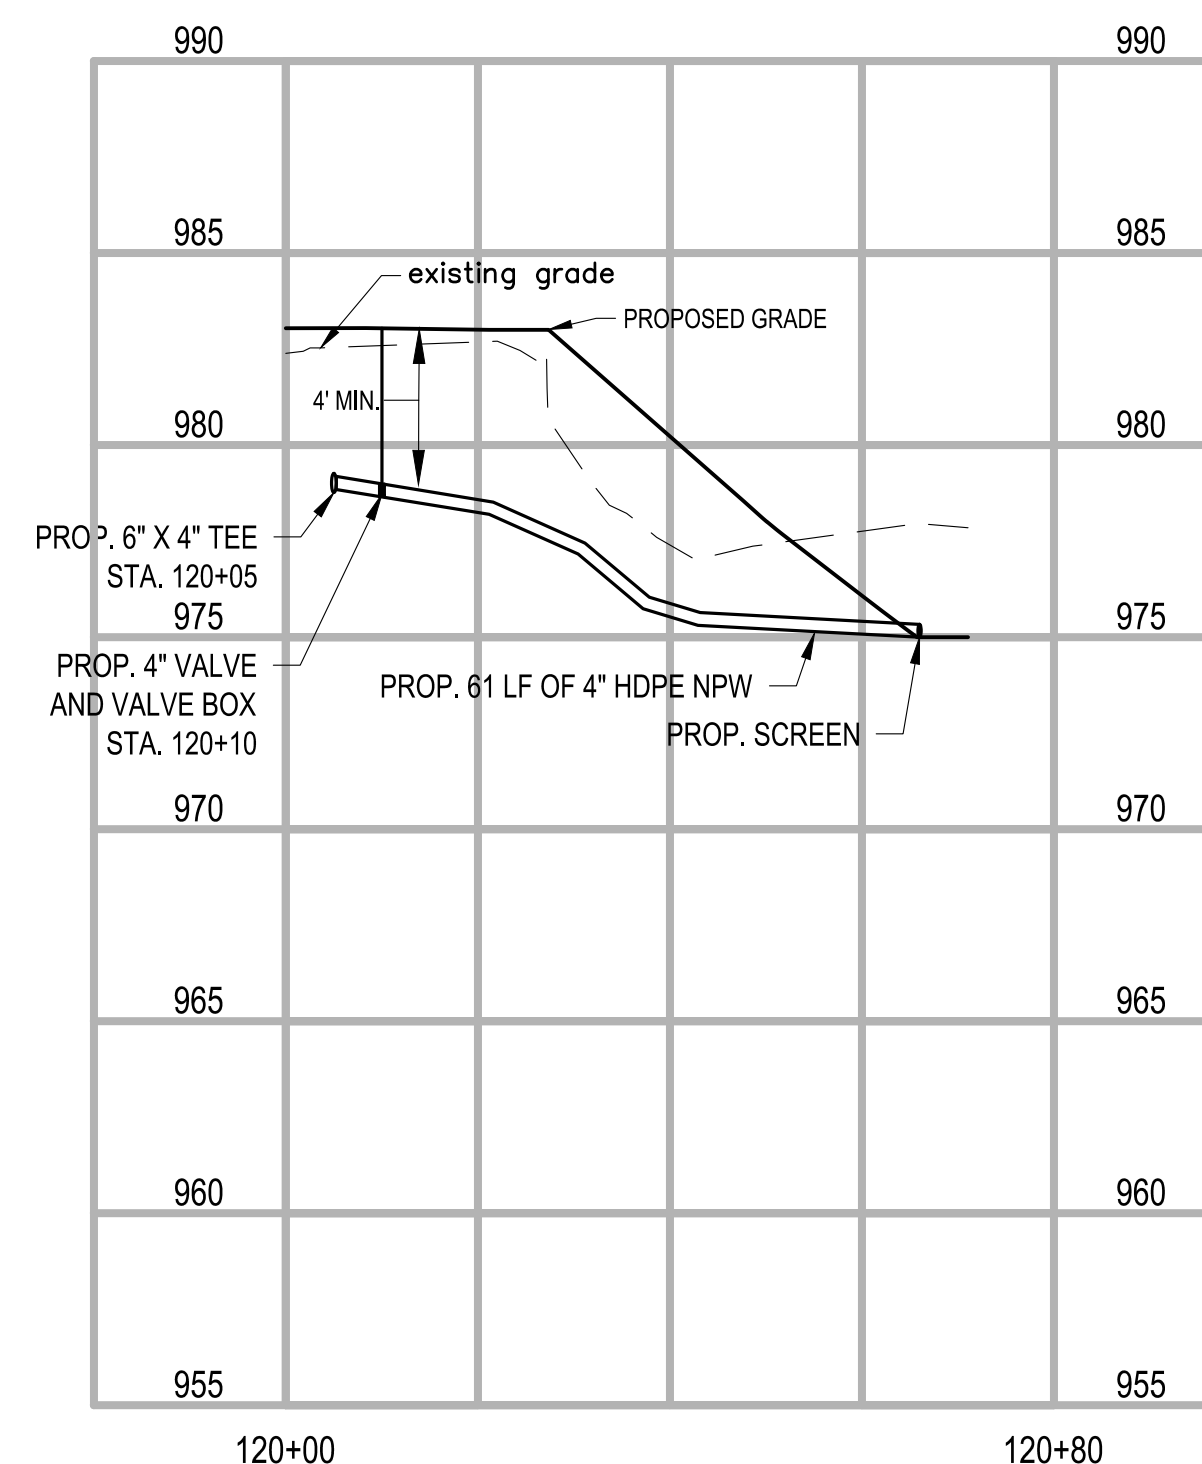 990
990
985
985
existing grade
PROPOSED GRADE
4' MIN.
980
980
PROP. 6" X 4" TEE
STA. 120+05
975
975
PROP. 4" VALVE
AND VALVE BOX
STA. 120+10
PROP. 61 LF OF 4" HDPE NPW
PROP. SCREEN
970
970
965
965
960
960
955
955
120+00
120+80